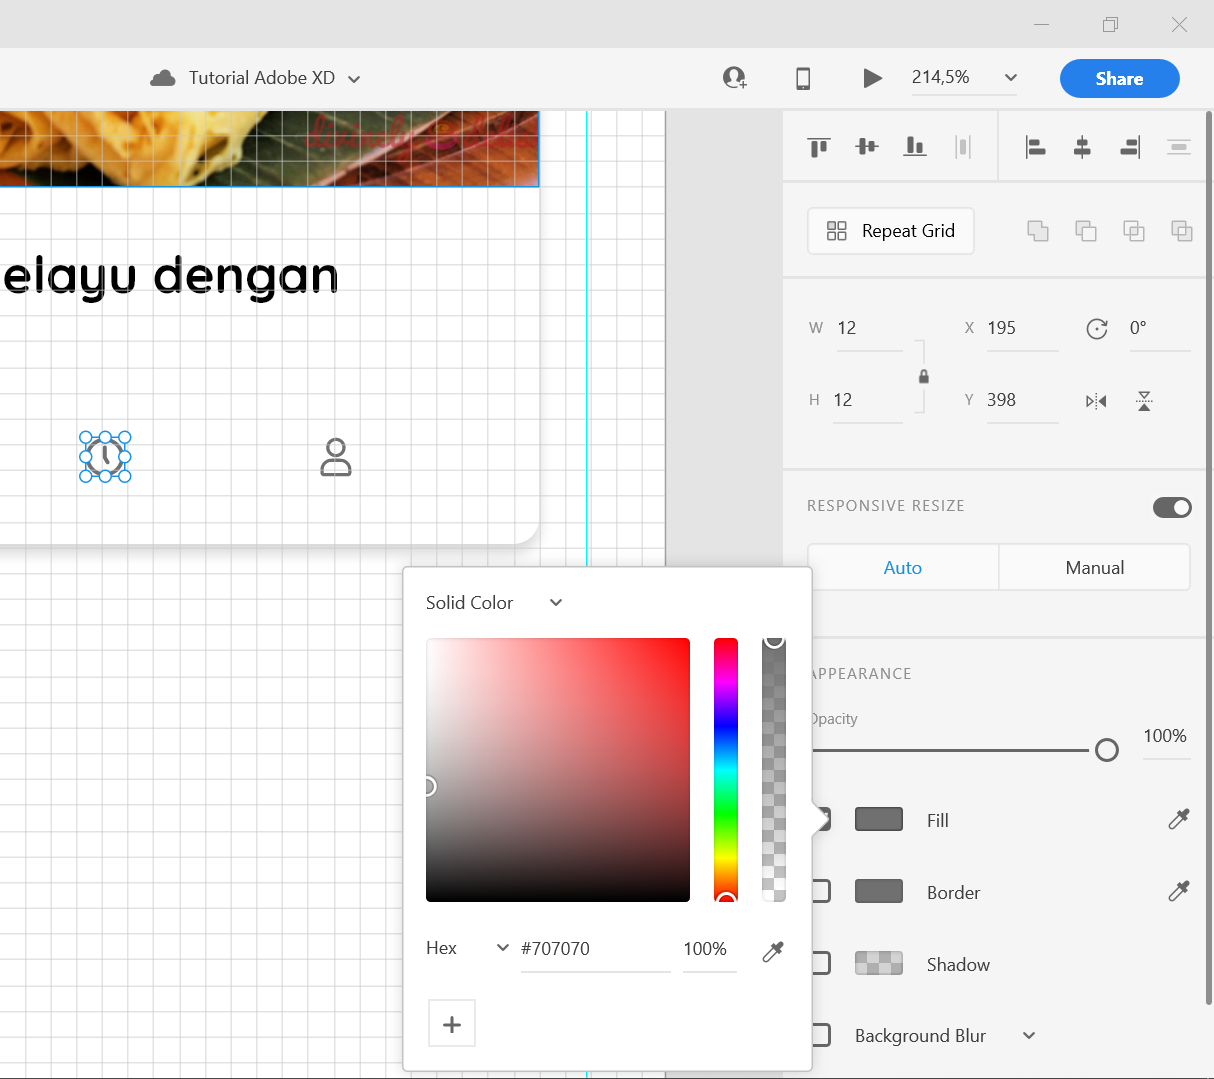 Tutorial Adobe XD
214,5%
Share
Repeat Grid
elayu dengan
W 12
X 195
0°
H 12
Y 398
RESPONSIVE RESIZE
Auto
Manual
Solid Color
APPEARANCE
Opacity
100%
Fill
Border
Hex
#707070
100%
Shadow
Background Blur